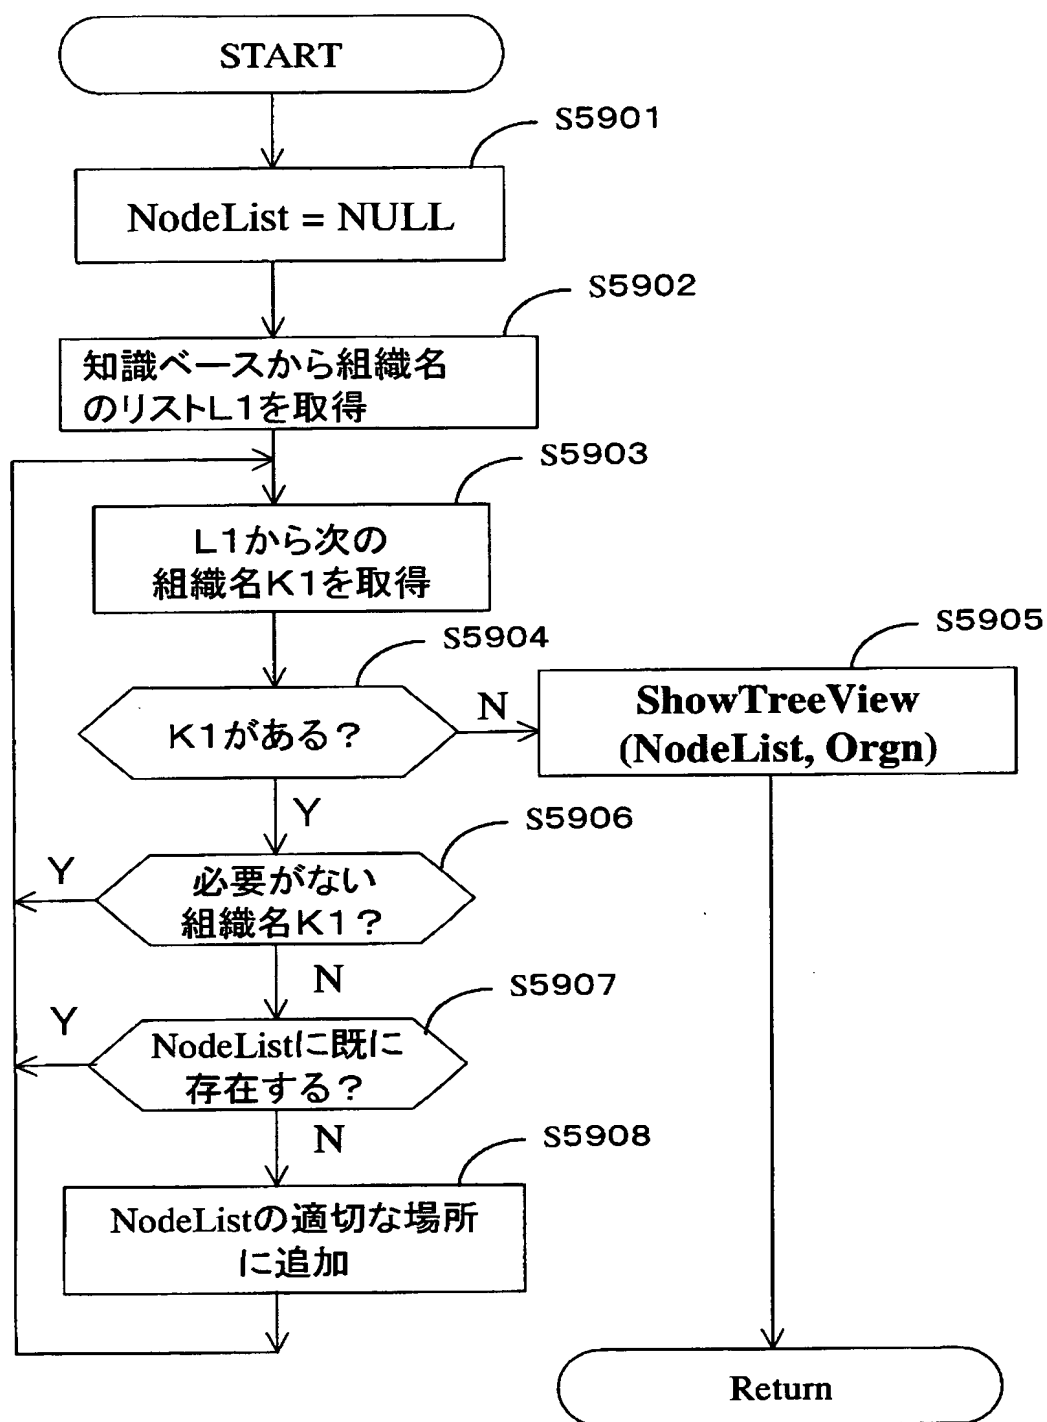 START
S5901
NodeList = NULL
S5902
知識ベースから組織名
のリストL1を取得
S5903
L1から次の
組織名K1を取得
S5904
K1がある?
N
S5905
ShowTreeView
(NodeList, Orgn)
Y
S5906
Y
必要がない
組織名K1?
N
S5907
Y
NodeListに既に
存在する?
N
S5908
NodeListの適切な場所
に追加
Return